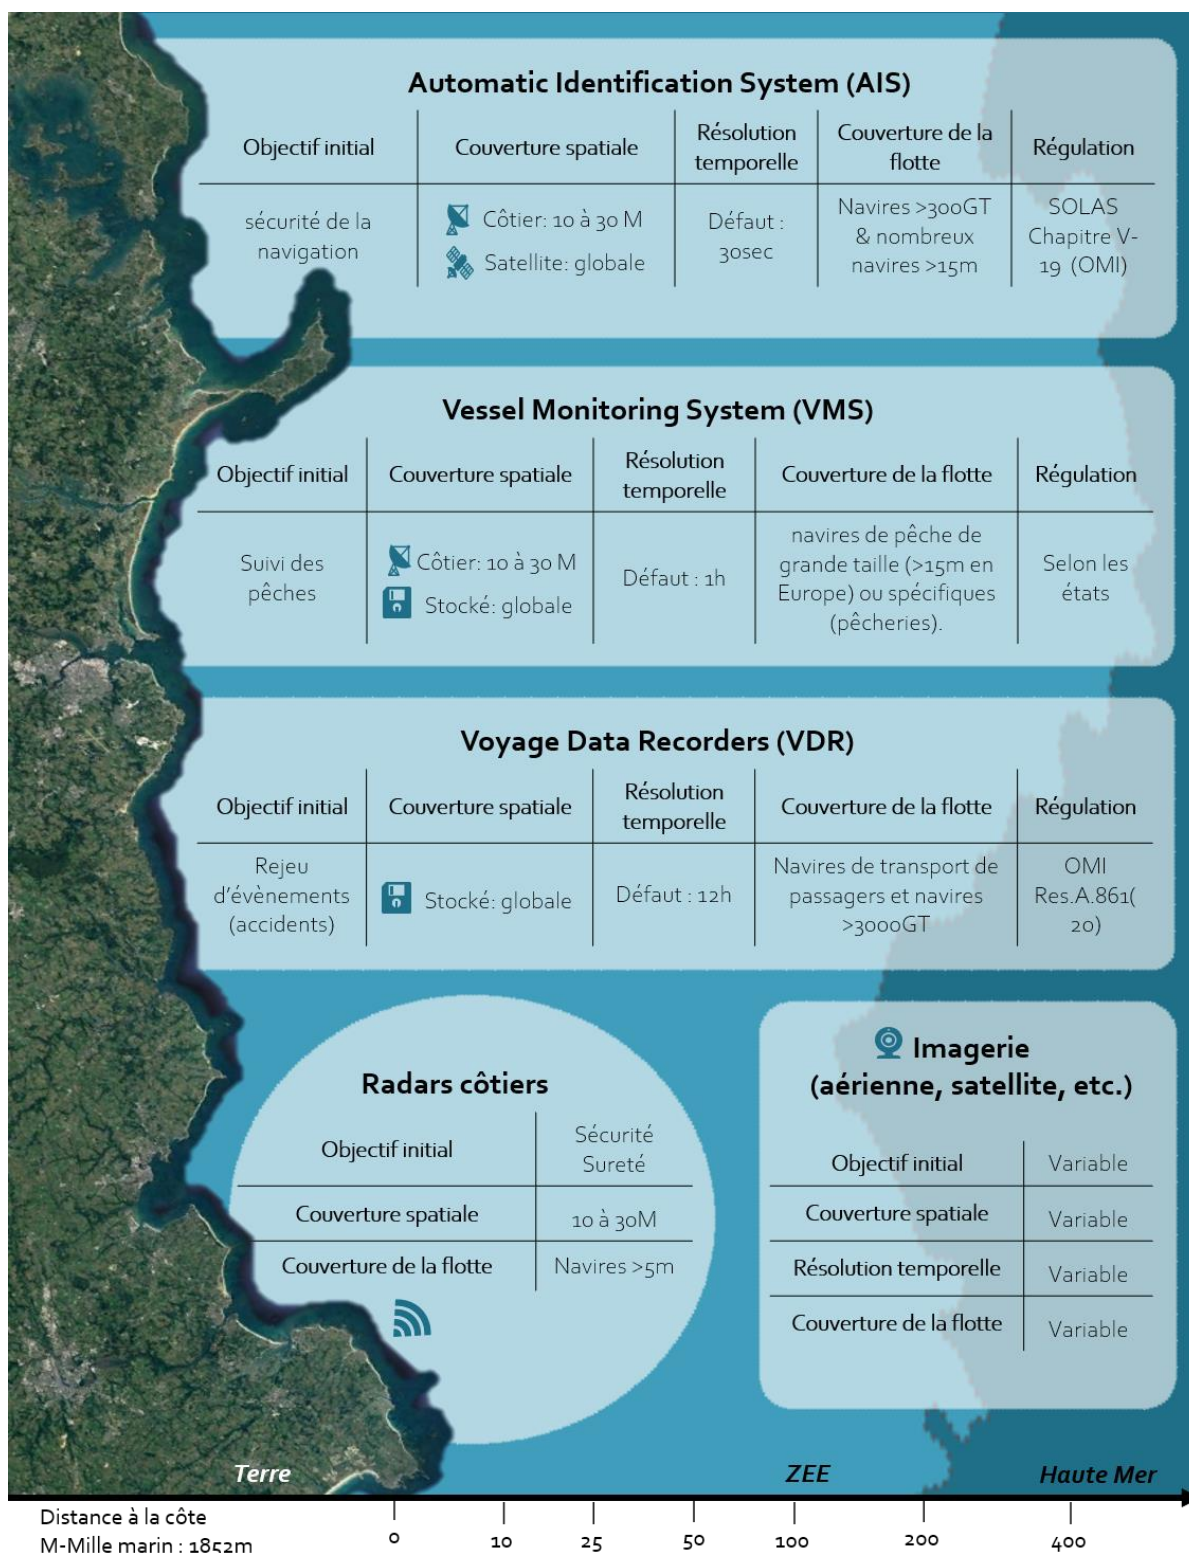 Automatic Identification System (AIS)
Objectif initial
Couverture spatiale
Résolution
temporelle
Couverture de la
flotte
Régulation
sécurité de la
navigation
Côtier: 10 à 30 M
Satellite: globale
Défaut :
30sec
Navires >300GT
& nombreux
navires >15m
SOLAS
Chapitre V-
19 (OMI)
Vessel Monitoring System (VMS)
Objectif initial
Couverture spatiale
Résolution
temporelle
Couverture de la flotte
Régulation
Suivi des
pêches
Côtier: 10 à 30 M
Stocké: globale
Défaut : 1h
navires de pêche de
grande taille (>15m en
Europe) ou spécifiques
(pêcheries).
Selon les
états
Voyage Data Recorders (VDR)
Objectif initial
Couverture spatiale
Résolution
temporelle
Couverture de la flotte
Régulation
Rejeu
d'évènements
(accidents)
Stocké: globale
Défaut : 12h
Navires de transport de
passagers et navires
>3000GT
OMI
Res.A.861(
20)
Radars côtiers
Objectif initial
Sécurité
Sureté
Couverture spatiale
10 à 30M
Couverture de la flotte
Navires >5m
Imagerie
(aérienne, satellite, etc.)
Objectif initial
Variable
Couverture spatiale
Variable
Résolution temporelle
Variable
Couverture de la flotte
Variable
Terre
ZEE
Haute Mer
Distance à la côte
M-Mille marin : 1852m
0
10
25
50
100
200
400